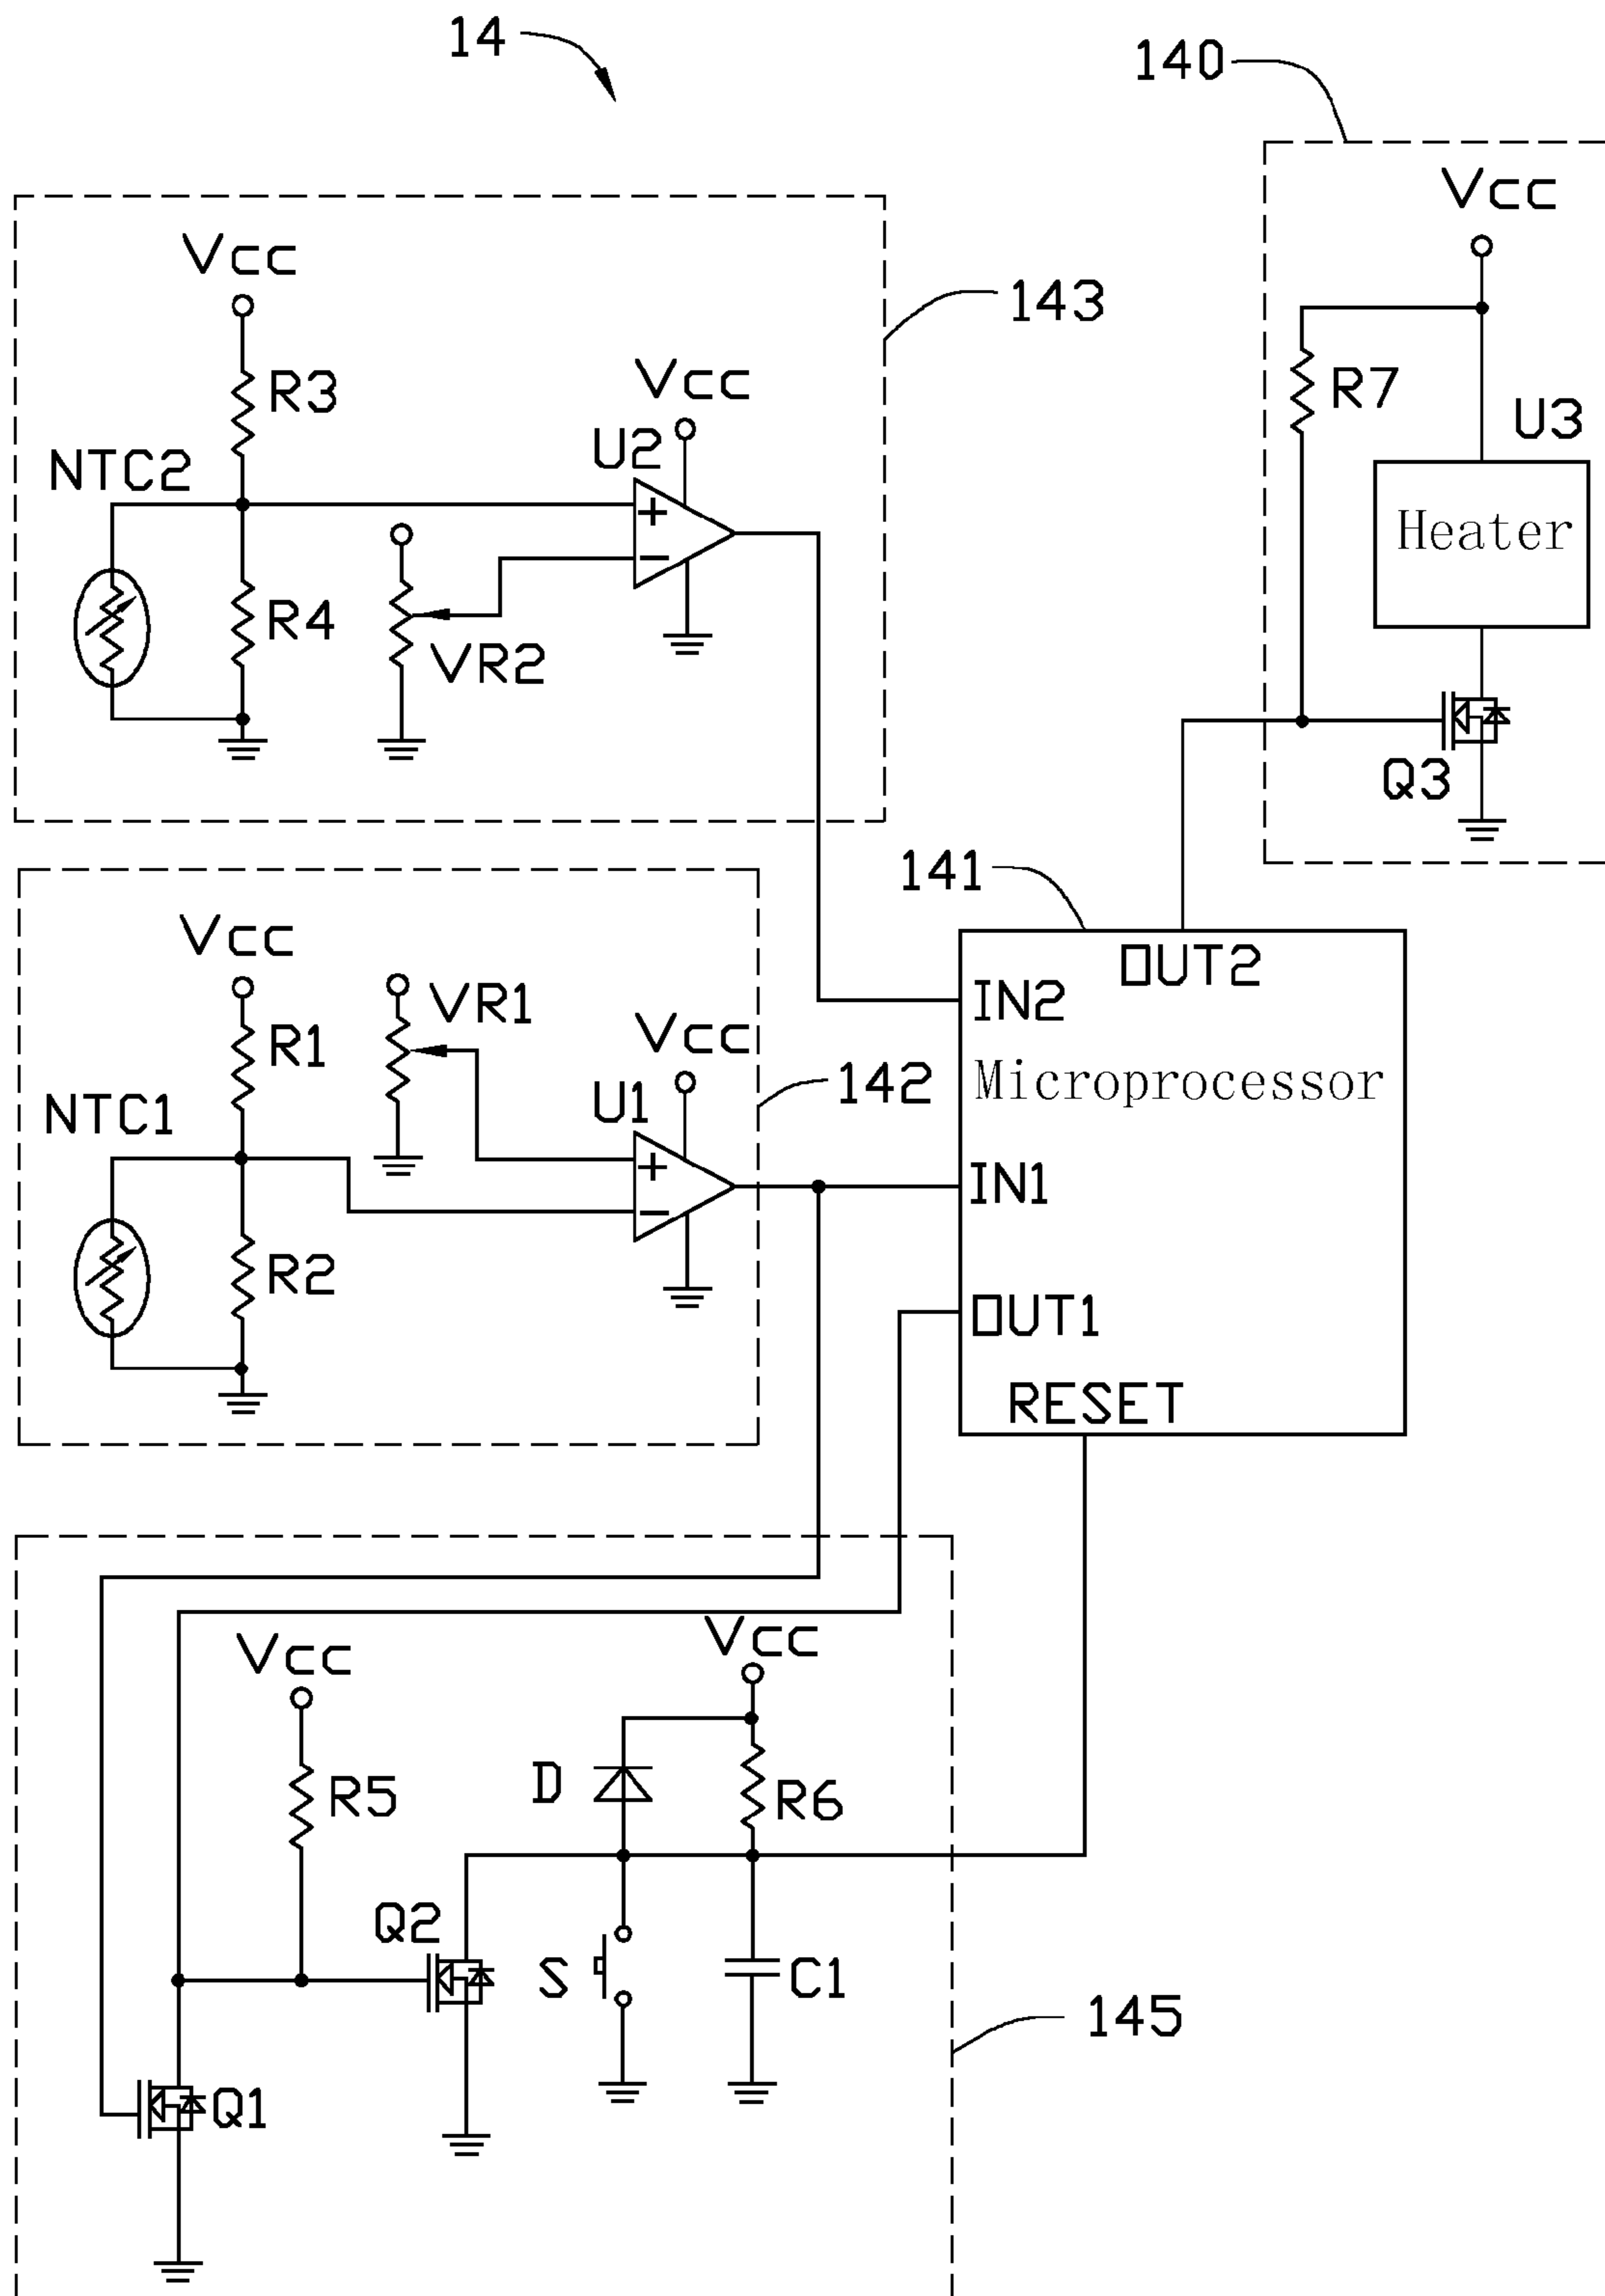 14
140
Vcc
Vcc
143
R3
Vcc
R7
U3
U2
NTC2
Heater
+
−
R4
VR2
Q3
141
Vcc
OUT2
VR1
IN2
R1
Vcc
142
Microprocessor
U1
NTC1
+
−
IN1
R2
OUT1
RESET
Vcc
Vcc
D
R5
R6
Q2
S
C1
145
Q1